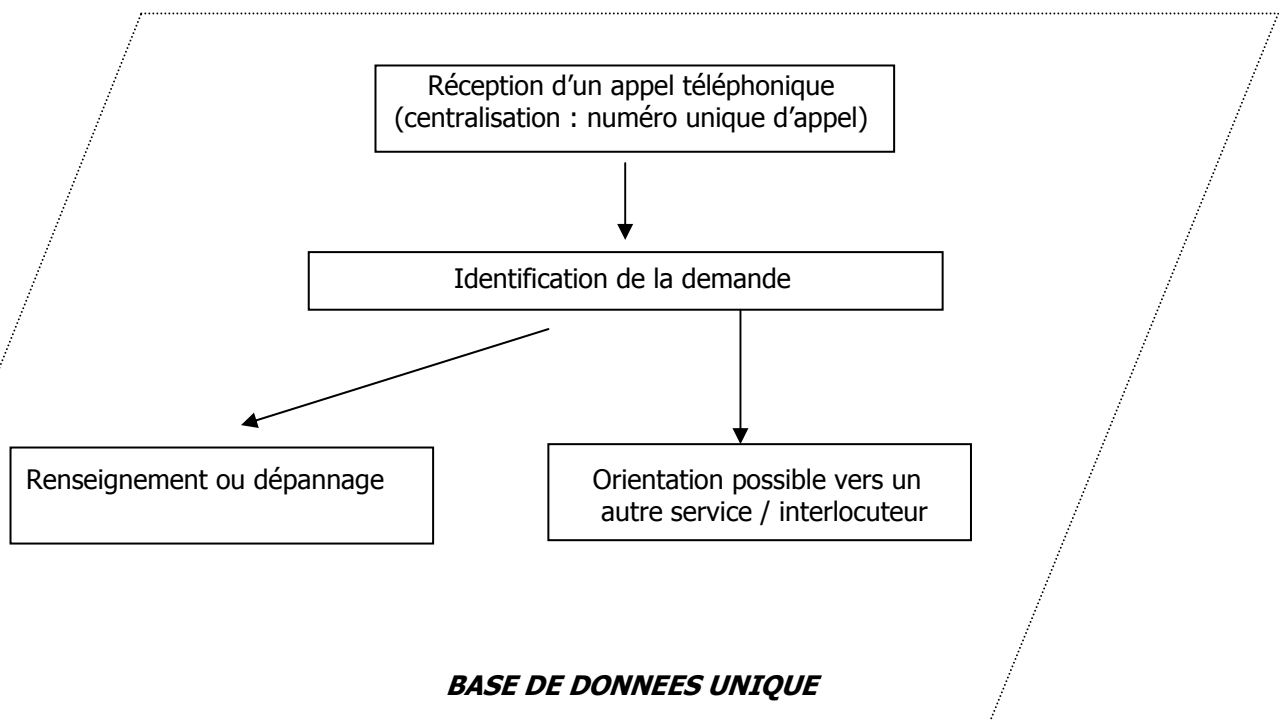 Réception d’un appel téléphonique
(centralisation : numéro unique d’appel)
Identification de la demande
Renseignement ou dépannage
Orientation possible vers un
autre service / interlocuteur
BASE DE DONNEES UNIQUE